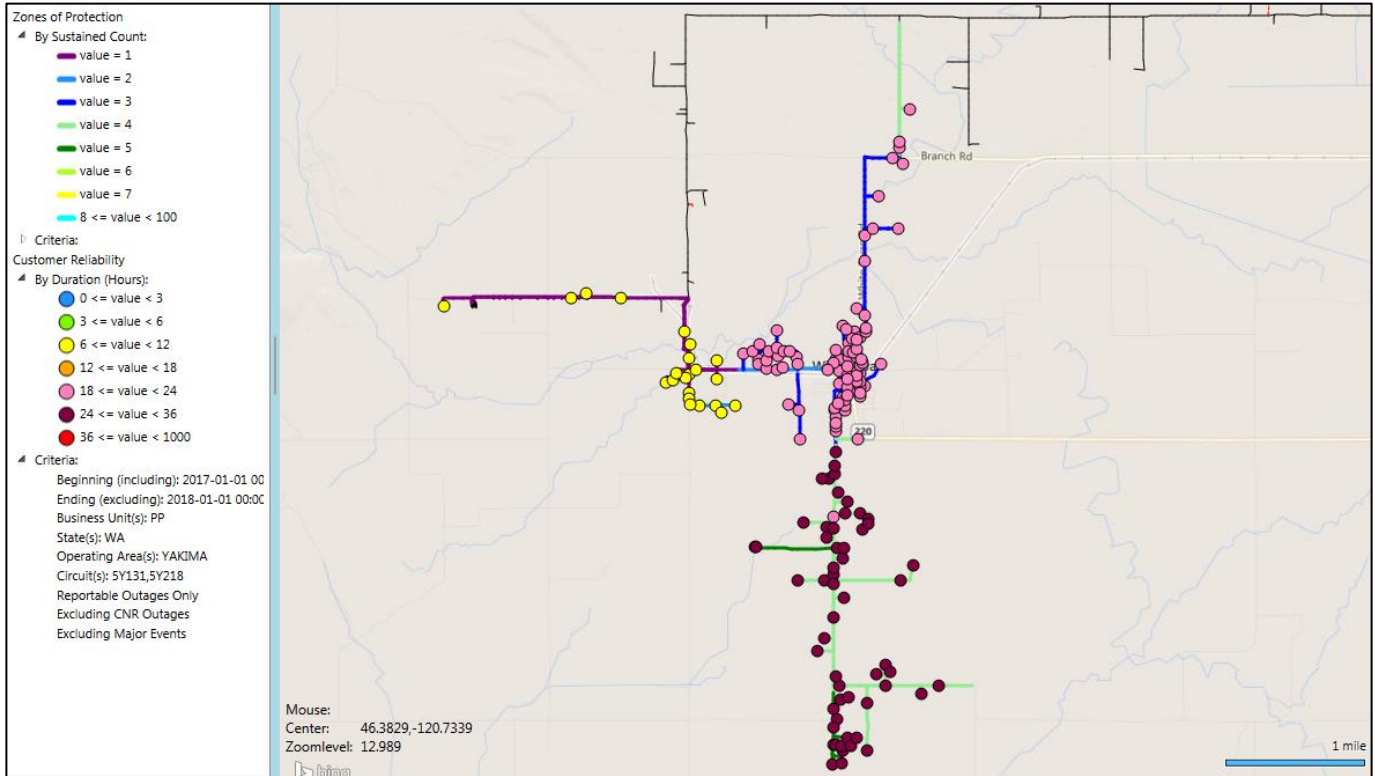 Zones of Protection
By Sustained Count:
value = 1
value = 2
value = 3
value = 4
value = 5
value = 6
value = 7
8 <= value < 100
Criteria:
Customer Reliability
By Duration (Hours):
0 <= value < 3
3 <= value < 6
6 <= value < 12
12 <= value < 18
18 <= value < 24
24 <= value < 36
36 <= value < 1000
Criteria:
Beginning (including): 2017-01-01 00
Ending (excluding): 2018-01-01 00:00
Business Unit(s): PP
State(s): WA
Operating Area(s): YAKIMA
Circuit(s): 5Y131,5Y218
Reportable Outages Only
Excluding CNR Outages
Excluding Major Events
Branch Rd
220
Mouse:
Center: 46.3829,-120.7339
Zoomlevel: 12.989
bing
1 mile